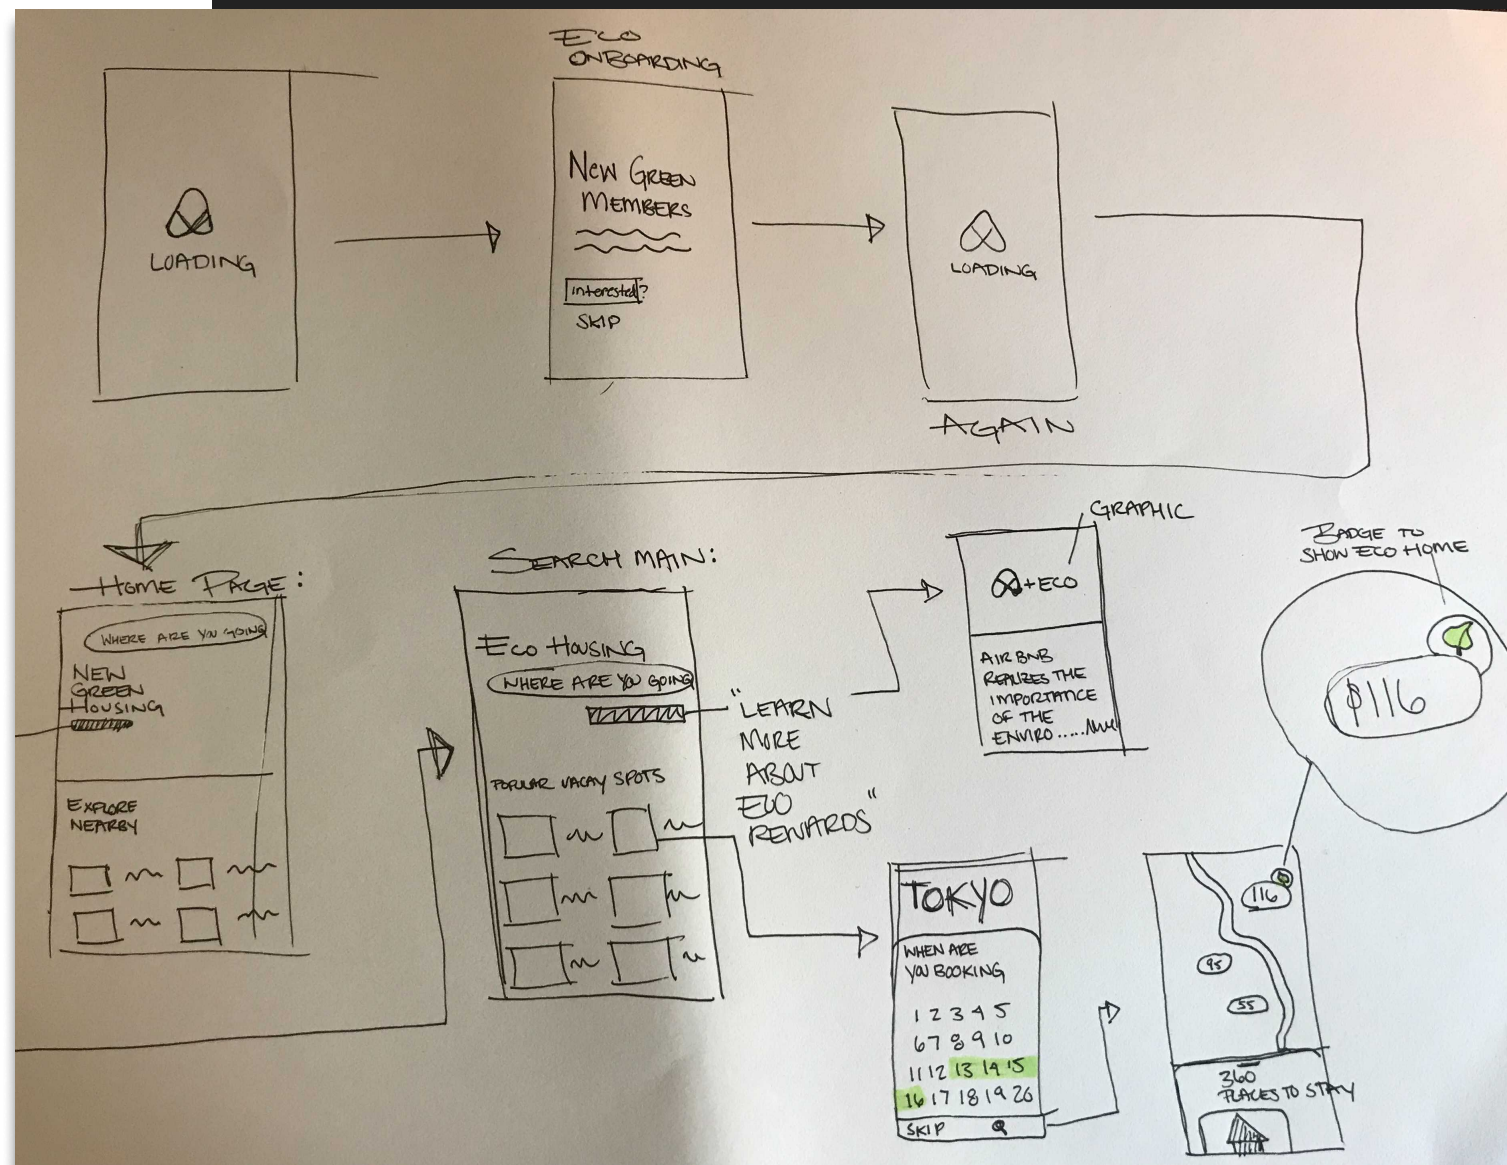 ECO
ONBOARDING
LOADING
New GREEN
MEMBERS
interested?
SKIP
LOADING
AGAIN
HOME PAGE:
WHERE ARE YOU GOING
NEW
GREEN
HOUSING
EXPLORE
NEARBY
SEARCH MAIN:
ECO HOUSING
WHERE ARE YOU GOING
POPULAR VACAY SPOTS
"LEARN
MORE
ABOUT
ECO
REWARDS"
GRAPHIC
+ECO
AIRBNB
REALIZES THE
IMPORTANCE
OF THE
ENVIRO.....
BADGE TO
SHOW ECO HOME
$116
TOKYO
WHEN ARE
YOU BOOKING
1 2 3 4 5
6 7 8 9 10
11 12 13 14 15
16 17 18 19 20
SKIP
116
95
55
360
PLACES TO STAY